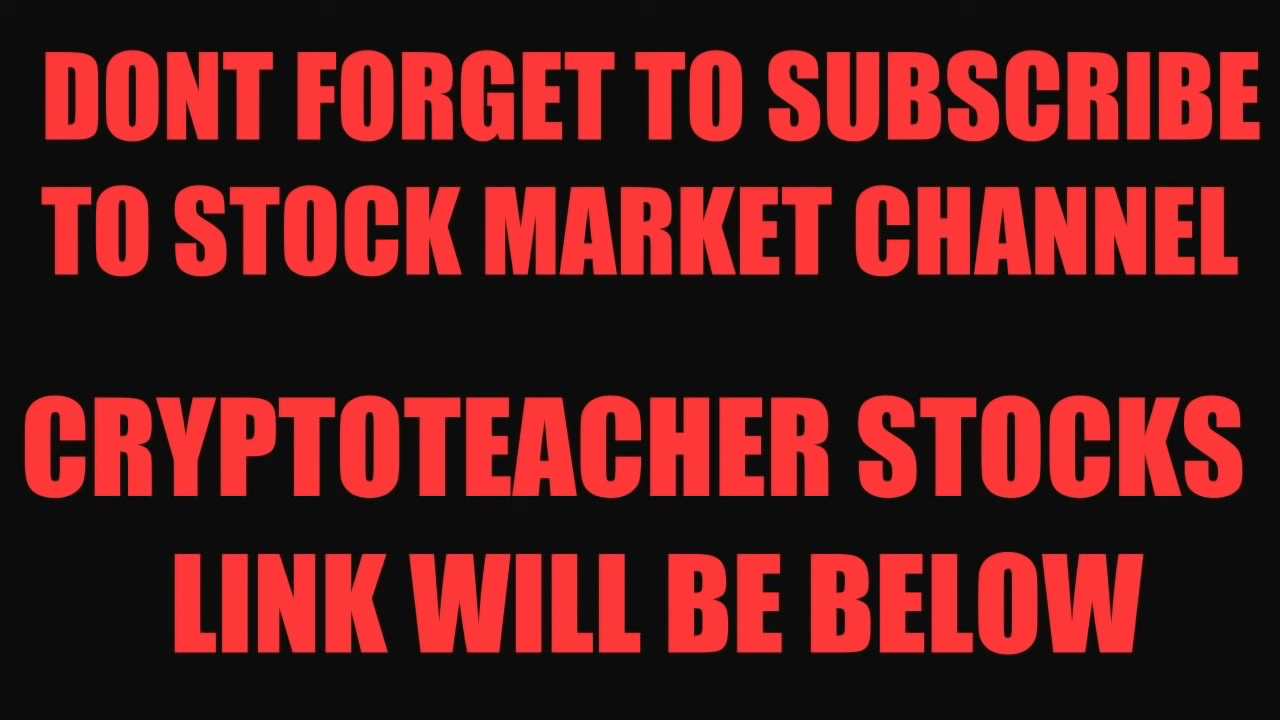 DONT FORGET TO SUBSCRIBE
TO STOCK MARKET CHANNEL
CRYPTOTEACHER STOCKS
LINK WILL BE BELOW